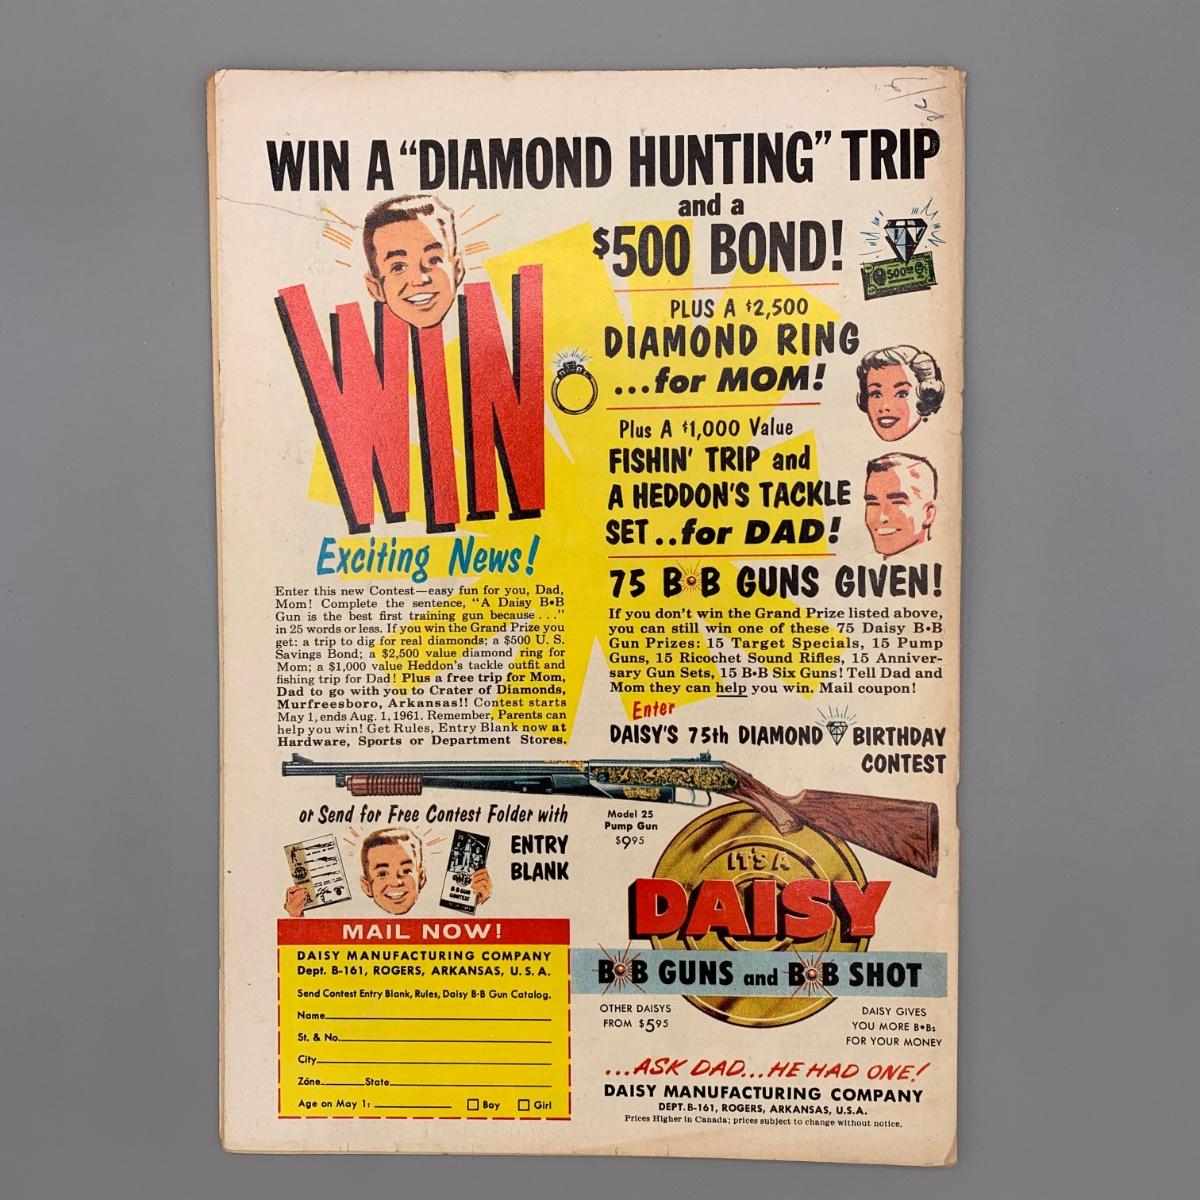 WIN A “DIAMOND HUNTING” TRIP
and a
$500 BOND!
$500
PLUS A $2,500
DIAMOND RING
...for MOM!
Plus A $1,000 Value
FISHIN' TRIP and
A HEDDON'S TACKLE
SET..for DAD!
WIN
Exciting News!
Enter this new Contest—easy fun for you, Dad,
Mom! Complete the sentence, “A Daisy B•B
Gun is the best first training gun because . . .”
in 25 words or less. If you win the Grand Prize you
get: a trip to dig for real diamonds; a $500 U. S.
Savings Bond; a $2,500 value diamond ring for
Mom; a $1,000 value Heddon's tackle outfit and
fishing trip for Dad! Plus a free trip for Mom,
Dad to go with you to Crater of Diamonds,
Murfreesboro, Arkansas!! Contest starts
May 1, ends Aug. 1, 1961. Remember, Parents can
help you win! Get Rules, Entry Blank now at
Hardware, Sports or Department Stores.
75 B•B GUNS GIVEN!
If you don't win the Grand Prize listed above,
you can still win one of these 75 Daisy B•B
Gun Prizes: 15 Target Specials, 15 Pump
Guns, 15 Ricochet Sound Rifles, 15 Anniver-
sary Gun Sets, 15 B•B Six Guns! Tell Dad and
Mom they can help you win. Mail coupon!
Enter
DAISY'S 75th DIAMOND BIRTHDAY
CONTEST
or Send for Free Contest Folder with
ENTRY
BLANK
B•B GUN
CONTEST
Model 25
Pump Gun
$9.95
IT'S A
DAISY
B•B GUNS and B•B SHOT
OTHER DAISYS
FROM $5.95
DAISY GIVES
YOU MORE B•Bs
FOR YOUR MONEY
...ASK DAD...HE HAD ONE!
DAISY MANUFACTURING COMPANY
DEPT. B-161, ROGERS, ARKANSAS, U.S.A.
Prices Higher in Canada; prices subject to change without notice.
MAIL NOW!
DAISY MANUFACTURING COMPANY
Dept. B-161, ROGERS, ARKANSAS, U. S. A.
Send Contest Entry Blank, Rules, Daisy B•B Gun Catalog.
Name
St. & No.
City
Zone State
Age on May 1: Boy Girl